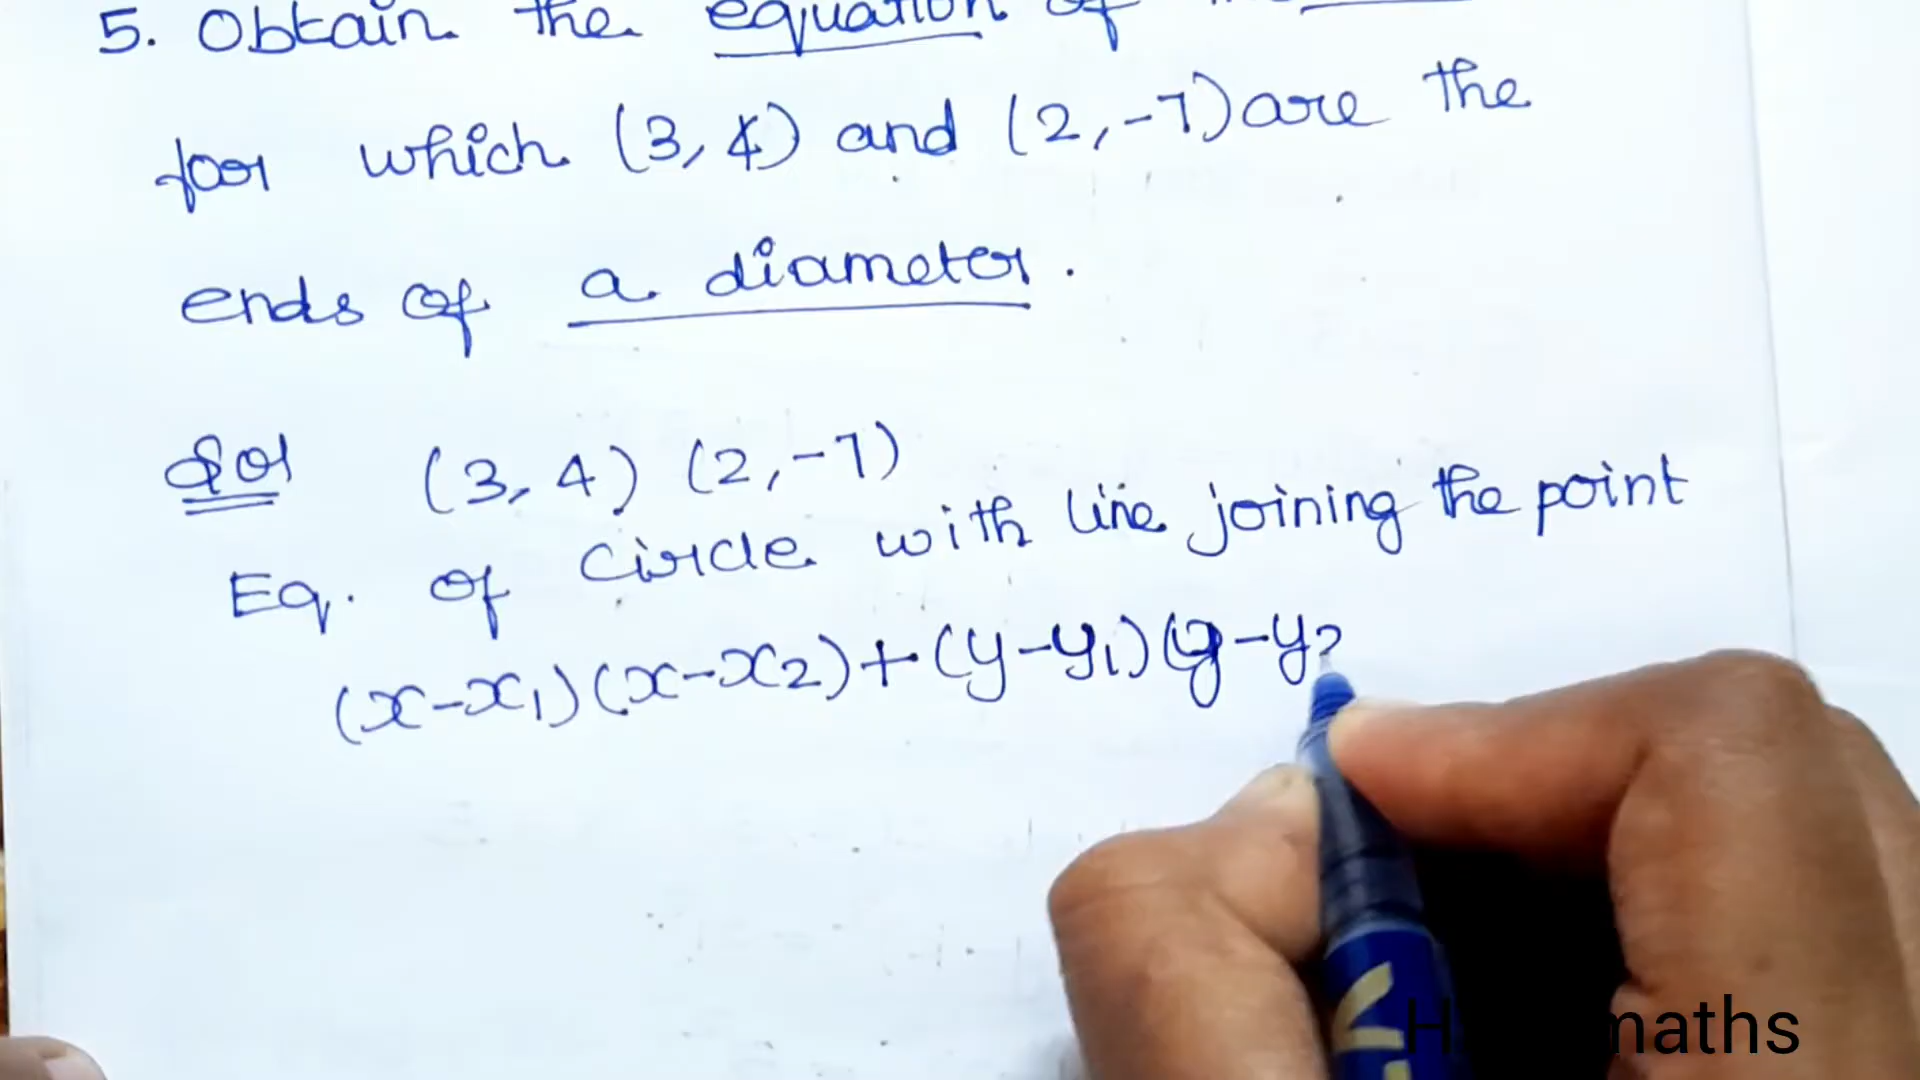 5. Obtain the equation of
for which (3, 4) and (2, -7) are the
ends of a diameter.
Sol (3, 4) (2, -7)
Eq. of circle with line joining the point
(x-x₁)(x-x₂)+(y-y₁)(y-y₂
maths